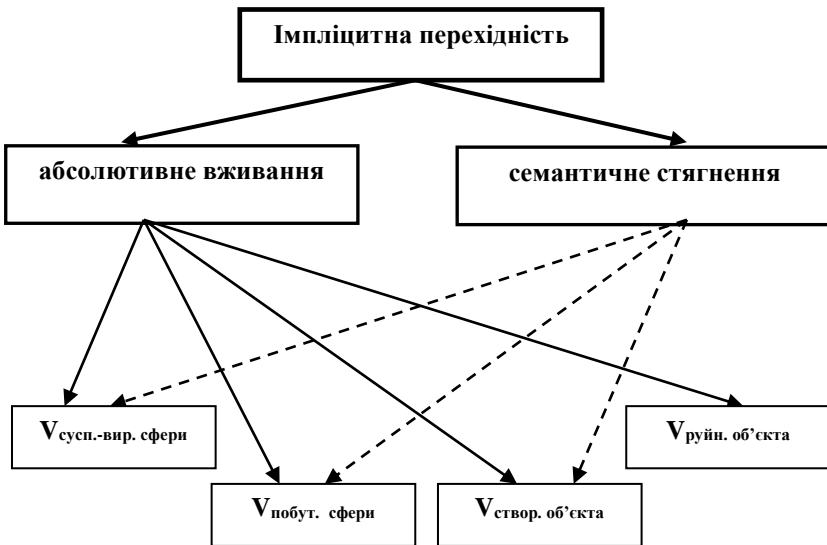 Імпліцитна перехідність
абсолютивне вживання
семантичне стягнення
Vсусп.-вир. сфери
Vруйн. об’єкта
Vпобут. сфери
Vствор. об’єкта